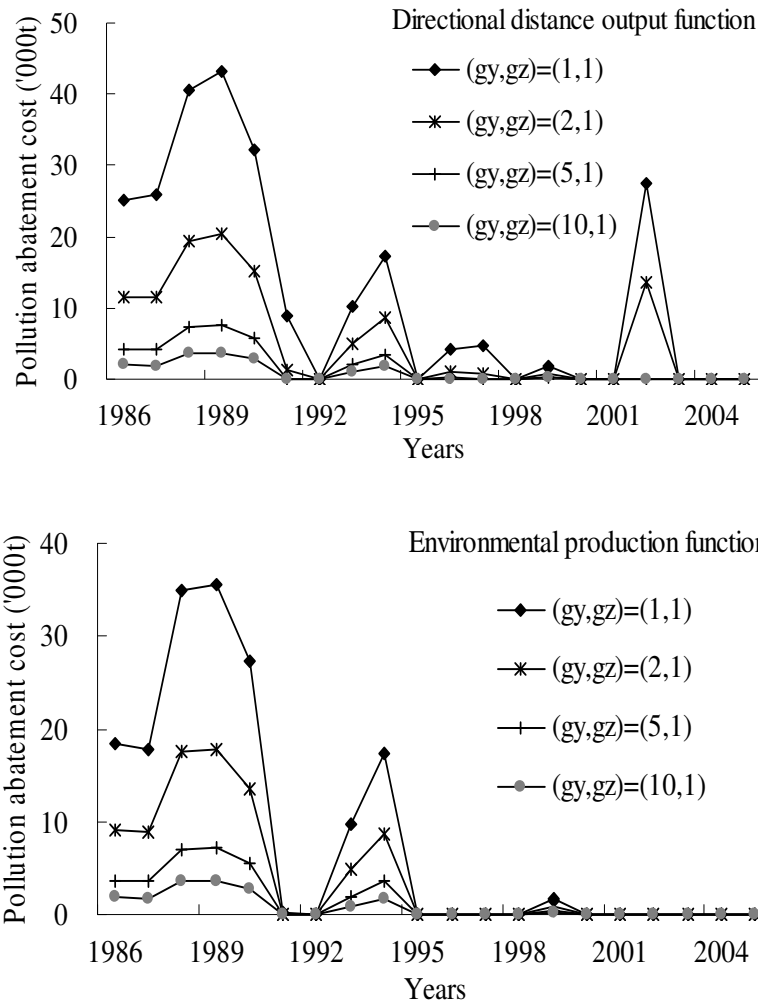 Directional distance output function
Pollution abatement cost ('000t)
50
40
30
20
10
0
(gy,gz)=(1,1)
(gy,gz)=(2,1)
(gy,gz)=(5,1)
(gy,gz)=(10,1)
1986 1989 1992 1995 1998 2001 2004
Years
Environmental production function
Pollution abatement cost ('000t)
40
30
20
10
0
(gy,gz)=(1,1)
(gy,gz)=(2,1)
(gy,gz)=(5,1)
(gy,gz)=(10,1)
1986 1989 1992 1995 1998 2001 2004
Years